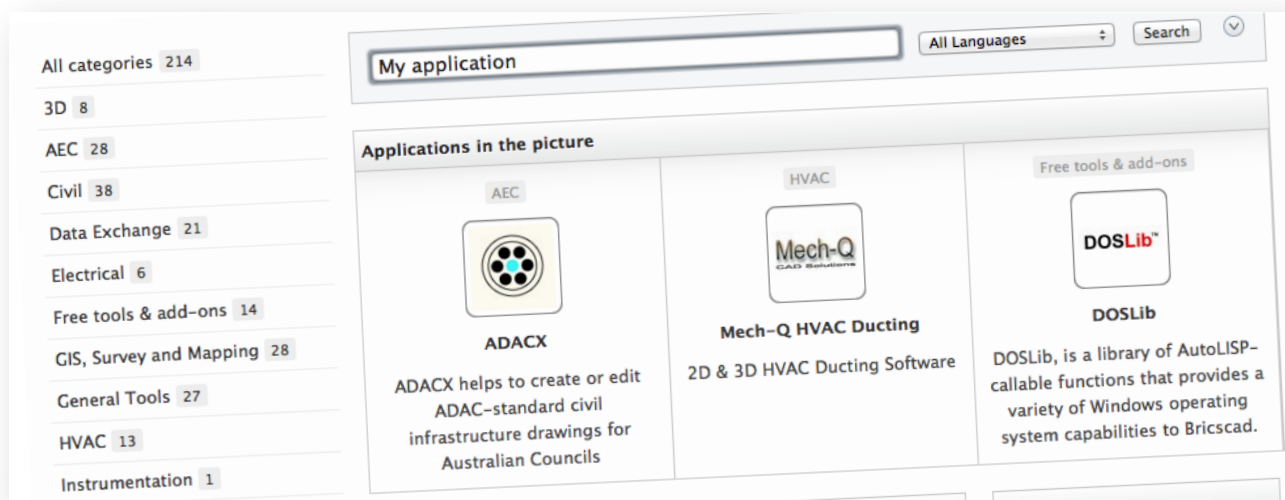 All categories 214
3D 8
AEC 28
Civil 38
Data Exchange 21
Electrical 6
Free tools & add-ons 14
GIS, Survey and Mapping 28
General Tools 27
HVAC 13
Instrumentation 1
My application
All Languages
Search
Applications in the picture
AEC
ADACX
ADACX helps to create or edit
ADAC-standard civil
infrastructure drawings for
Australian Councils
HVAC
Mech-Q
CAD Solutions
Mech-Q HVAC Ducting
2D & 3D HVAC Ducting Software
Free tools & add-ons
DOSLib™
DOSLib
DOSLib, is a library of AutoLISP-
callable functions that provides a
variety of Windows operating
system capabilities to Bricscad.